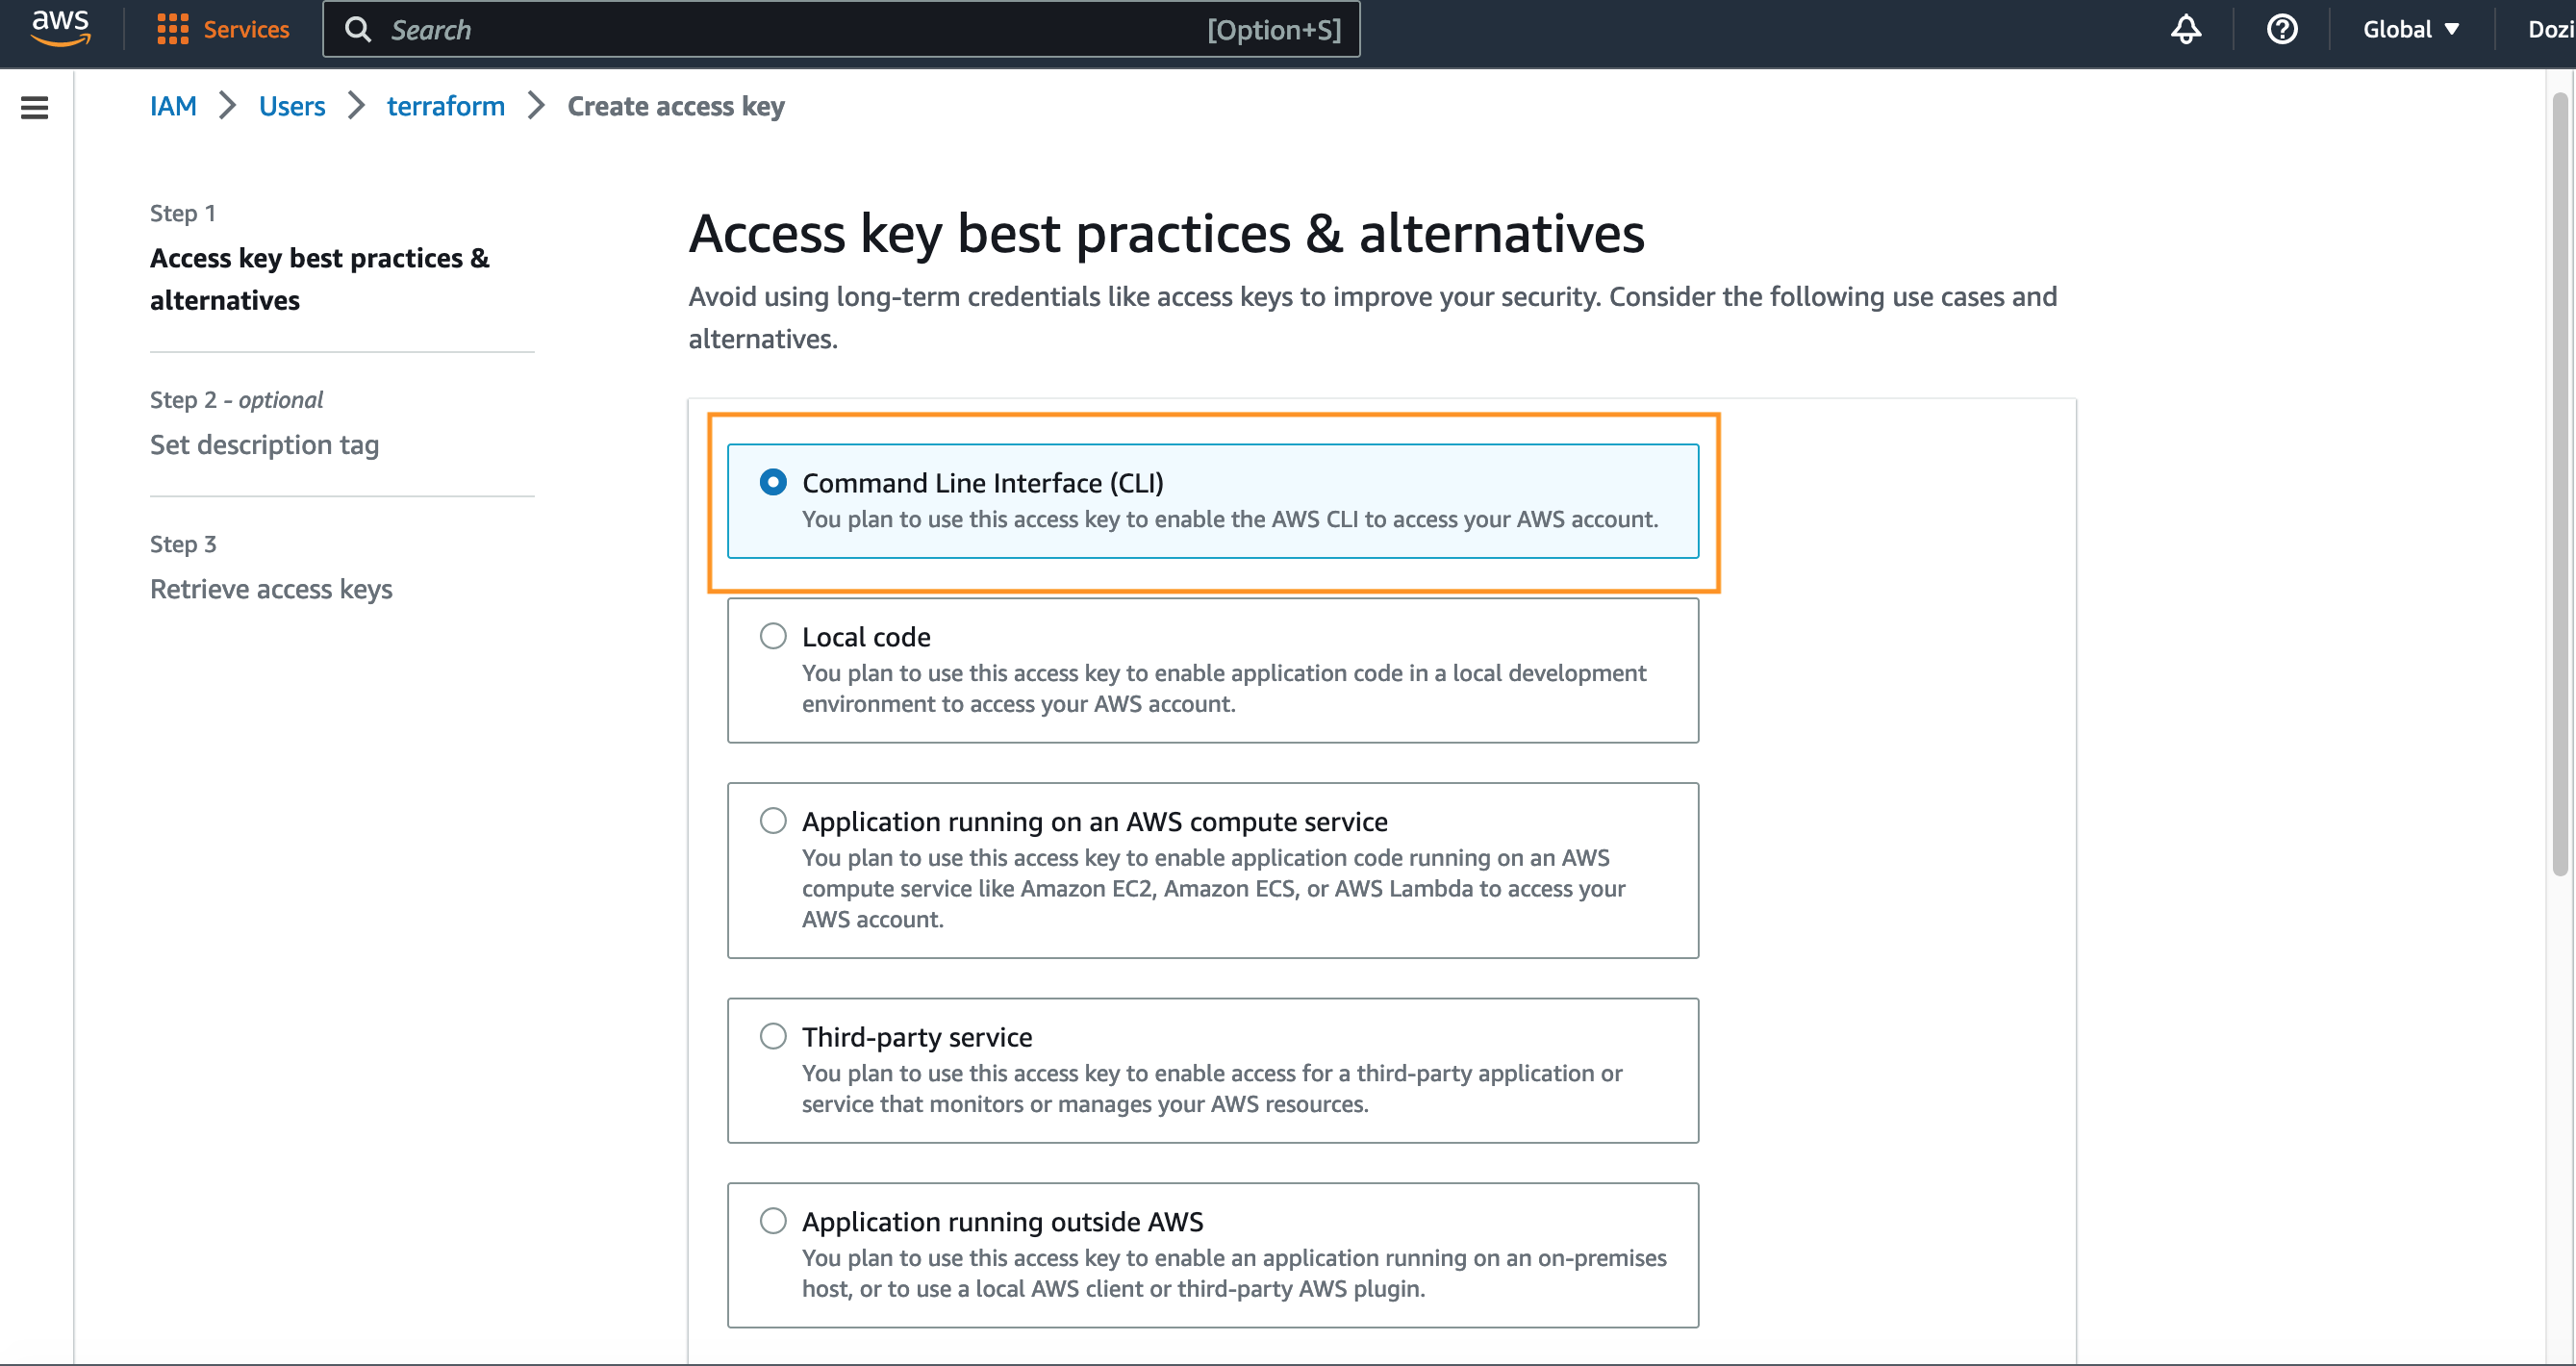 aws Services Search [Option+S] Global Dozi
IAM Users terraform Create access key
Step 1
Access key best practices &
alternatives
Step 2 - optional
Set description tag
Step 3
Retrieve access keys
Access key best practices & alternatives
Avoid using long-term credentials like access keys to improve your security. Consider the following use cases and
alternatives.
Command Line Interface (CLI)
You plan to use this access key to enable the AWS CLI to access your AWS account.
Local code
You plan to use this access key to enable application code in a local development
environment to access your AWS account.
Application running on an AWS compute service
You plan to use this access key to enable application code running on an AWS
compute service like Amazon EC2, Amazon ECS, or AWS Lambda to access your
AWS account.
Third-party service
You plan to use this access key to enable access for a third-party application or
service that monitors or manages your AWS resources.
Application running outside AWS
You plan to use this access key to enable an application running on an on-premises
host, or to use a local AWS client or third-party AWS plugin.